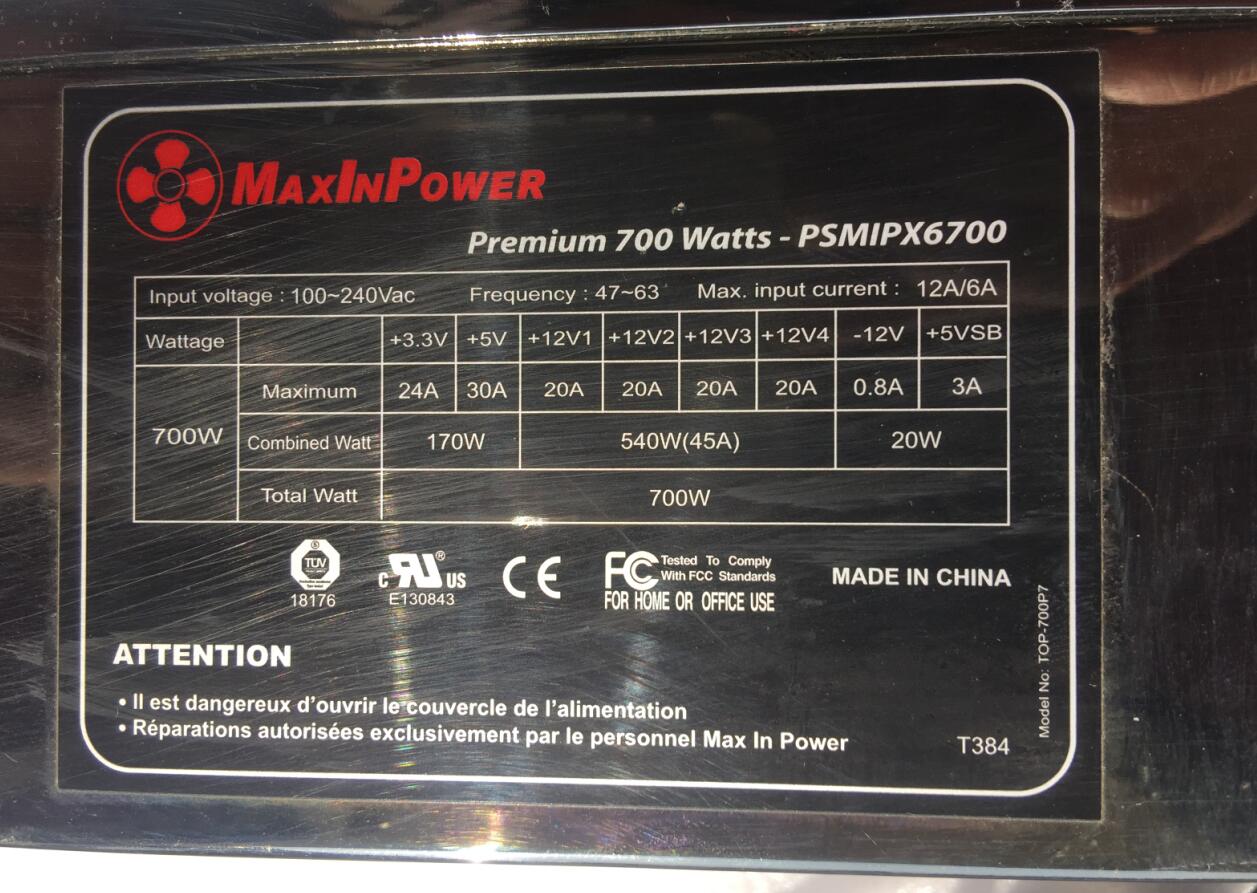 MAXINPOWER
Premium 700 Watts - PSMIPX6700
Input voltage : 100~240Vac Frequency : 47~63 Max. input current : 12A/6A
Wattage +3.3V +5V +12V1 +12V2 +12V3 +12V4 -12V +5VSB
Maximum 24A 30A 20A 20A 20A 20A 0.8A 3A
700W Combined Watt 170W 540W(45A) 20W
Total Watt 700W
TÜV
18176
C RU ® US
E130843
CE
FC Tested To Comply
With FCC Standards
FOR HOME OR OFFICE USE
MADE IN CHINA
Model No: TOP-700P7
ATTENTION
• Il est dangereux d'ouvrir le couvercle de l'alimentation
• Réparations autorisées exclusivement par le personnel Max In Power
T384